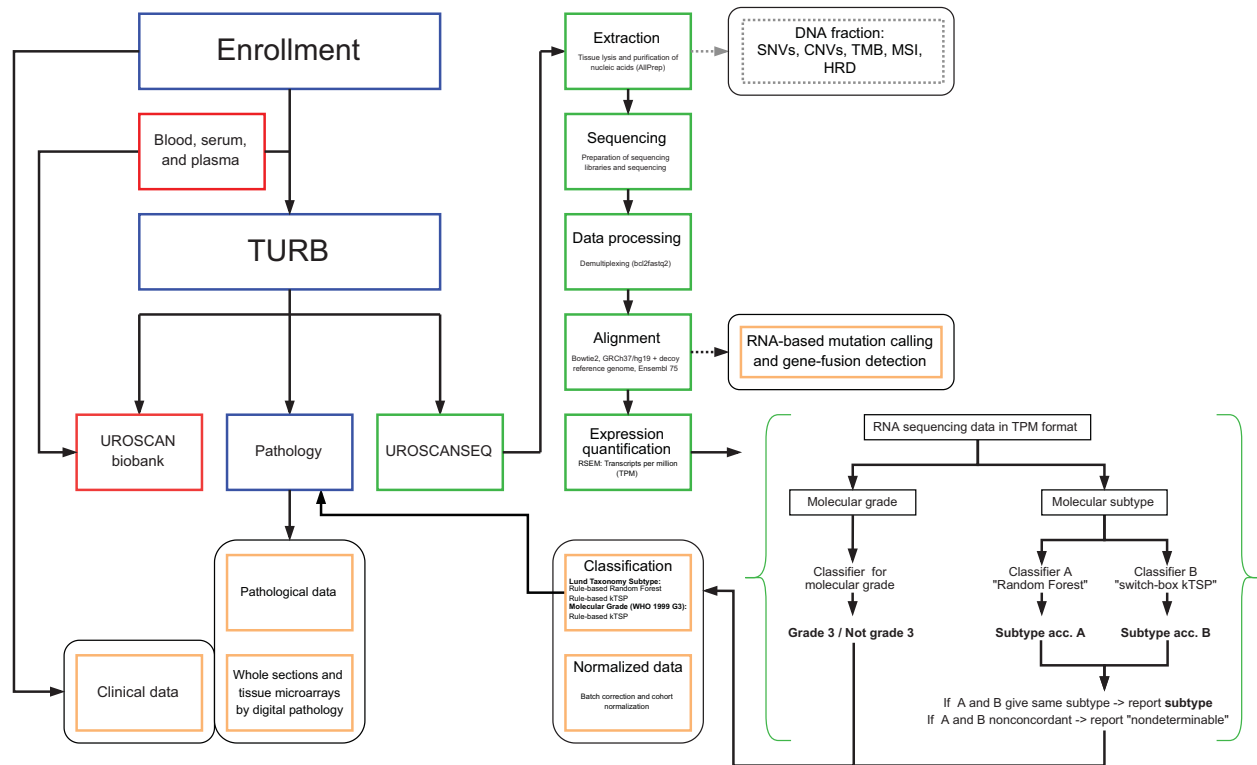 Enrollment
Blood, serum,
and plasma
TURB
UROSCAN
biobank
Pathology
UROSCANSEQ
Pathological data
Clinical data
Whole sections and
tissue microarrays
by digital pathology
Extraction
Tissue lysis and purification of
nucleic acids (AllPrep)
DNA fraction:
SNVs, CNVs, TMB, MSI,
HRD
Sequencing
Preparation of sequencing
libraries and sequencing
Data processing
Demultiplexing (bcl2fastq2)
Alignment
Bowtie2, GRCh37/hg19 + decoy
reference genome, Ensembl 75
RNA-based mutation calling
and gene-fusion detection
Expression
quantification
RSEM: Transcripts per million
(TPM)
Classification
Lund Taxonomy Subtype:
Rule-based Random Forest
Rule-based kTSP
Molecular Grade (WHO 1999 G3):
Rule-based kTSP
Normalized data
Batch correction and cohort
normalization
RNA sequencing data in TPM format
Molecular grade
Molecular subtype
Classifier for
molecular grade
Classifier A
"Random Forest"
Classifier B
"switch-box kTSP"
Grade 3 / Not grade 3
Subtype acc. A
Subtype acc. B
If A and B give same subtype -> report subtype
If A and B nonconcordant -> report "nondeterminable"